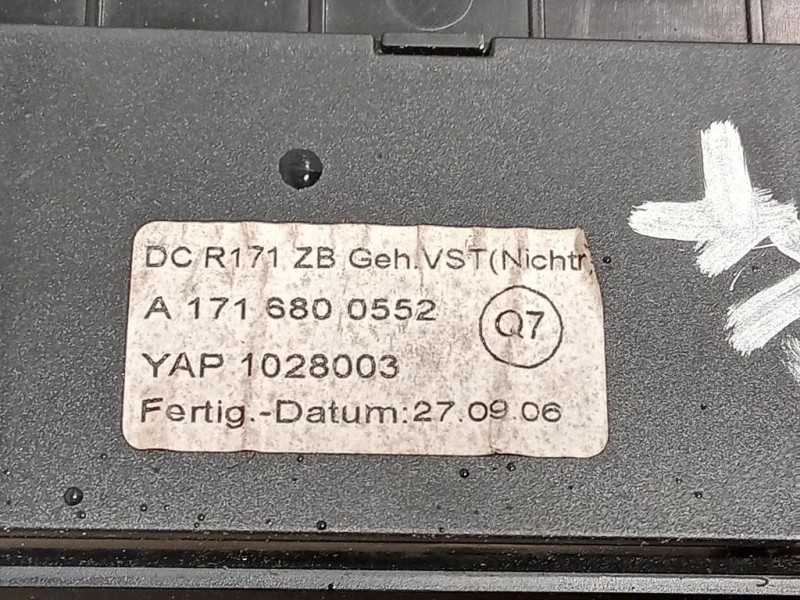 DC R171 ZB Geh.VST(Nichtr.
A 171 680 0552
Q7
YAP 1028003
Fertig.-Datum:27.09.06